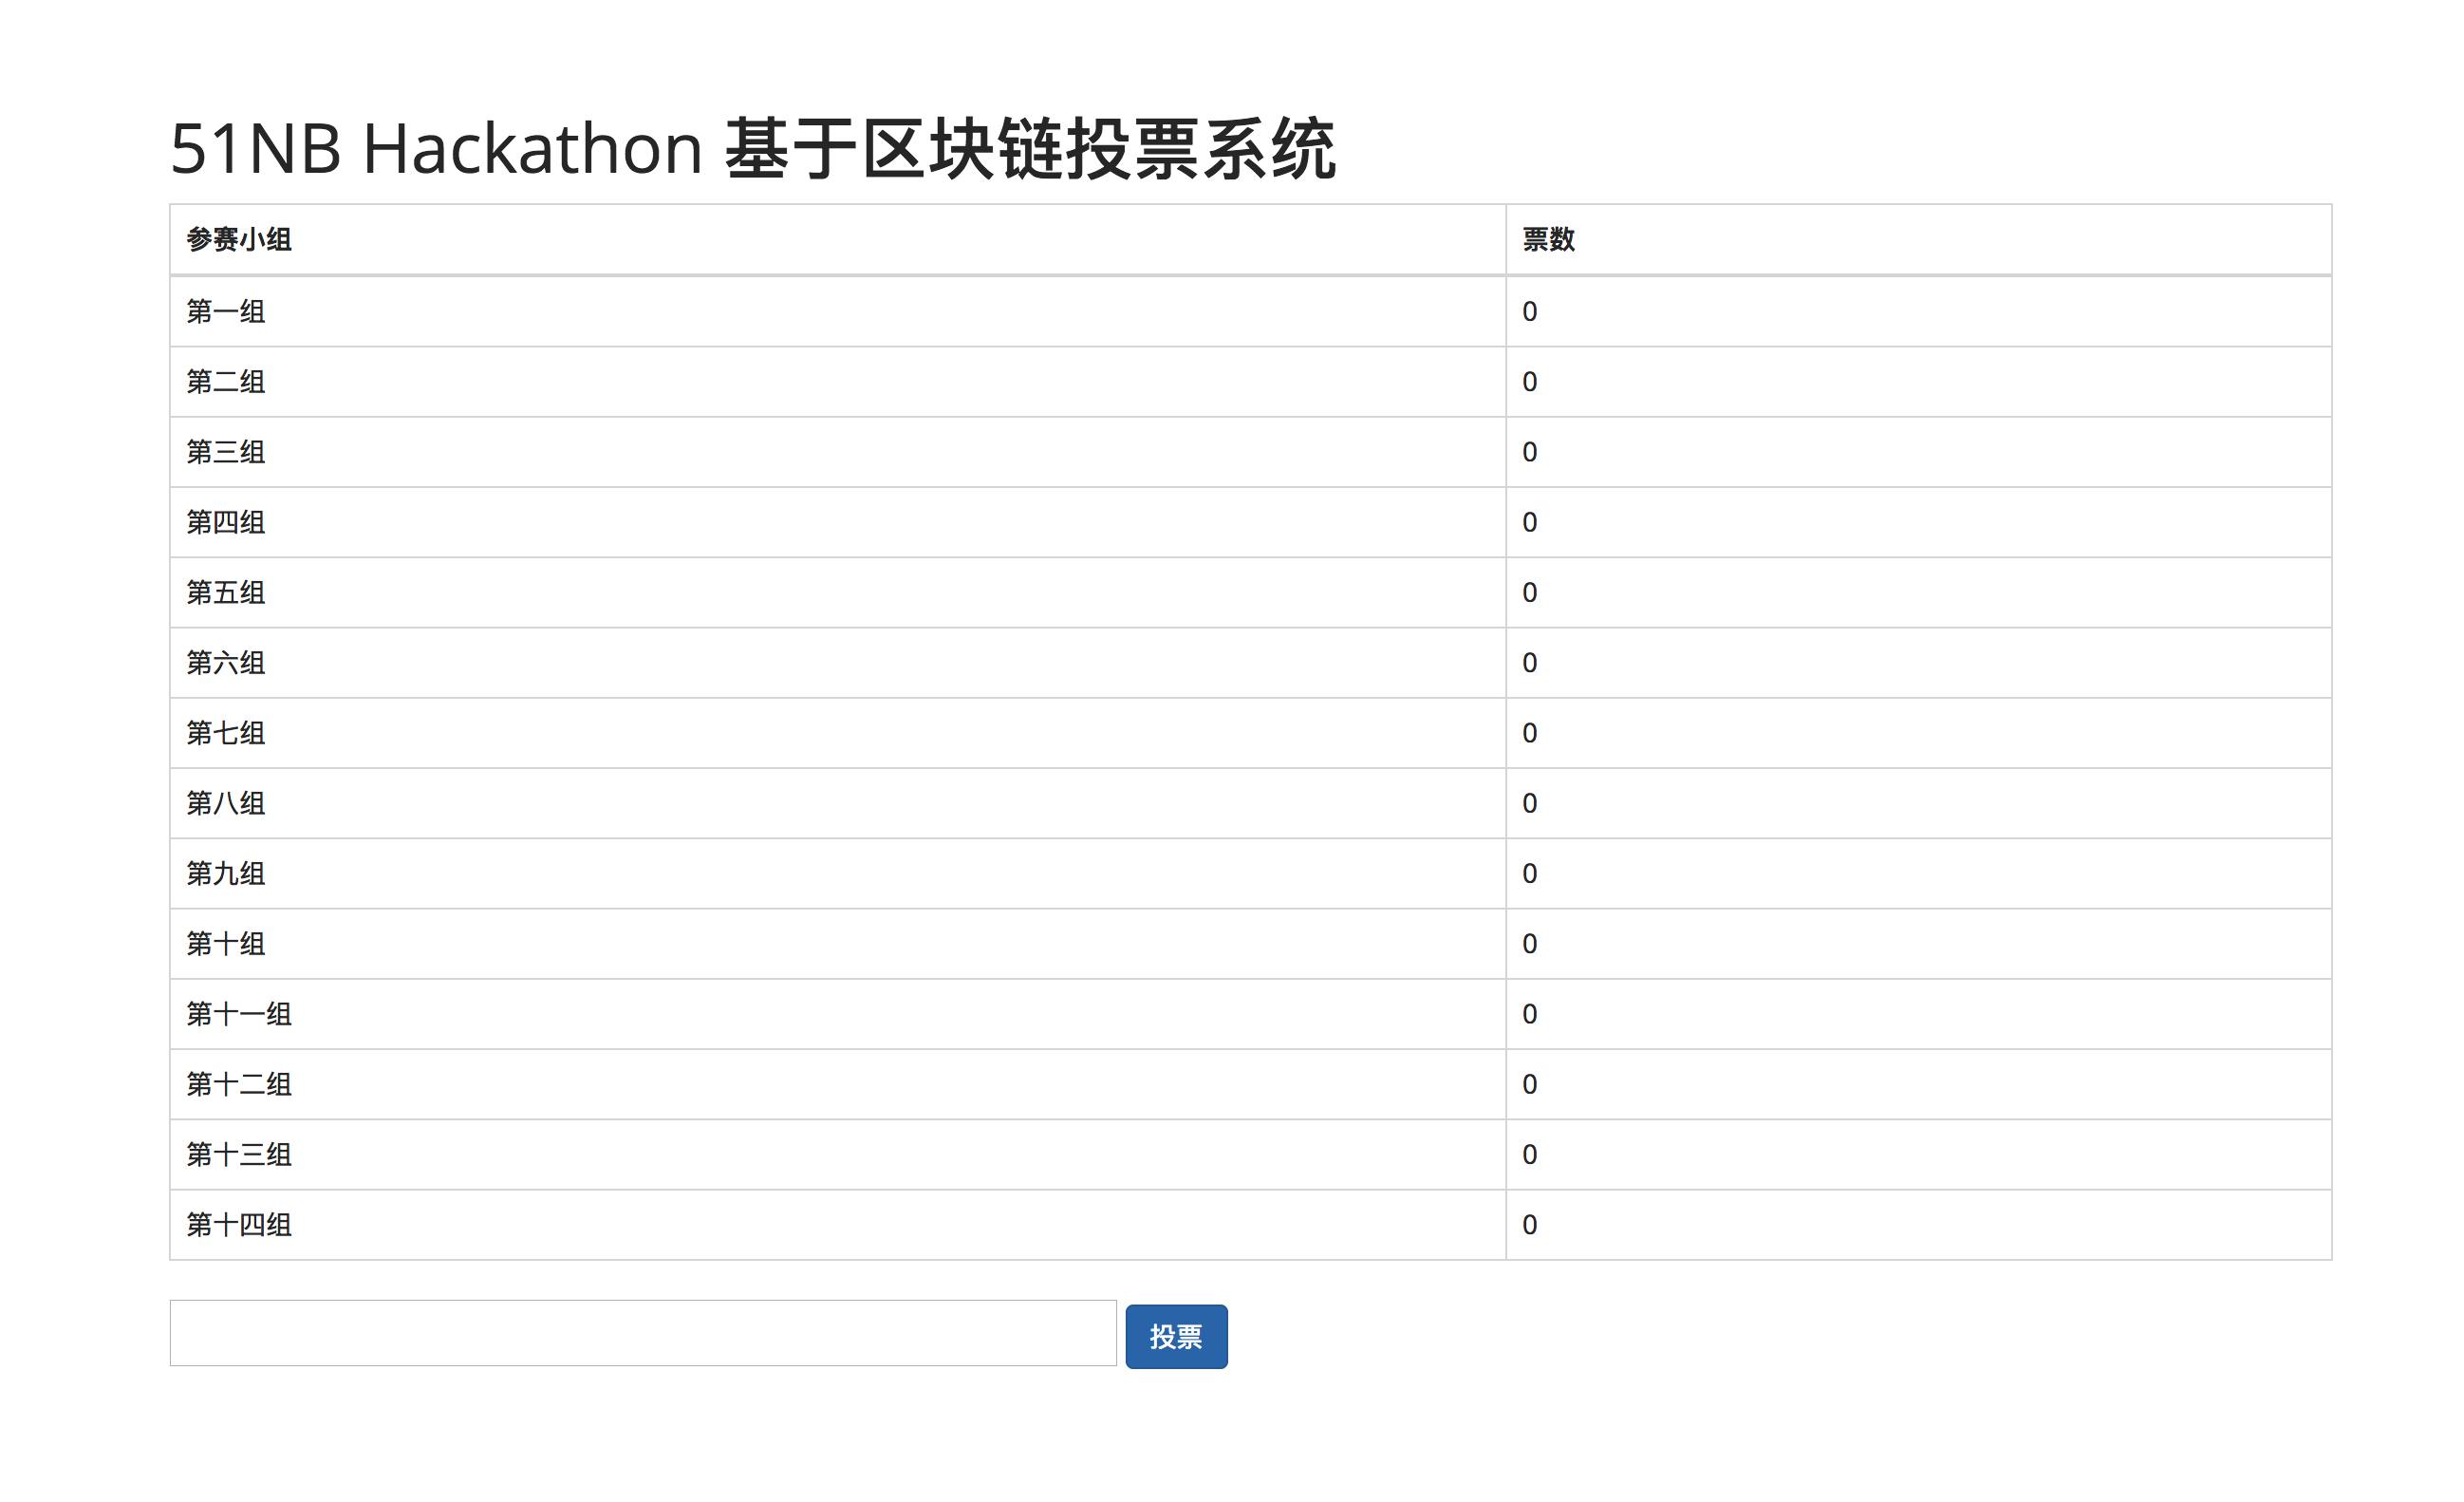 51NB Hackathon 基于区块链投票系统
参赛小组 票数
第一组 0
第二组 0
第三组 0
第四组 0
第五组 0
第六组 0
第七组 0
第八组 0
第九组 0
第十组 0
第十一组 0
第十二组 0
第十三组 0
第十四组 0
投票